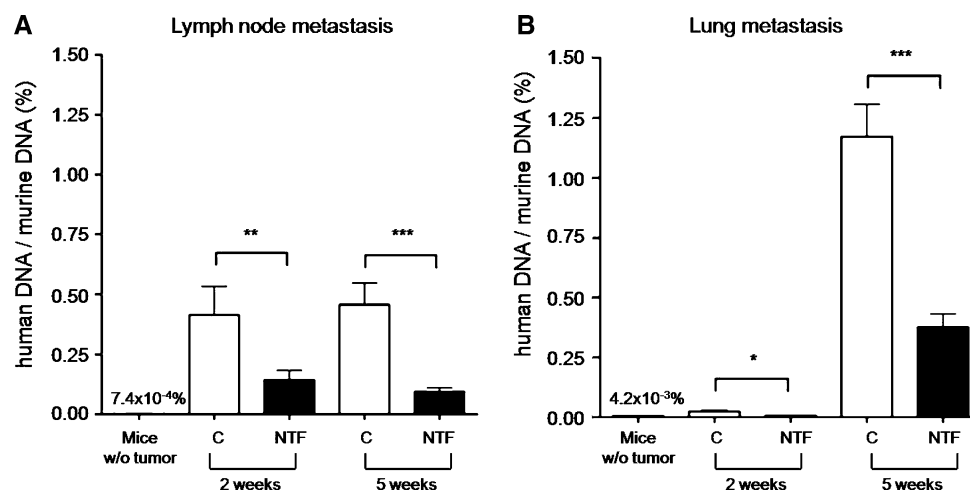 A
Lymph node metastasis
human DNA / murine DNA (%)
1.50
1.25
1.00
0.75
0.50
0.25
0.00
**
***
7.4x10⁻⁴%
Mice
w/o tumor
C
NTF
C
NTF
2 weeks
5 weeks
B
Lung metastasis
human DNA / murine DNA (%)
1.50
1.25
1.00
0.75
0.50
0.25
0.00
***
*
4.2x10⁻³%
Mice
w/o tumor
C
NTF
C
NTF
2 weeks
5 weeks